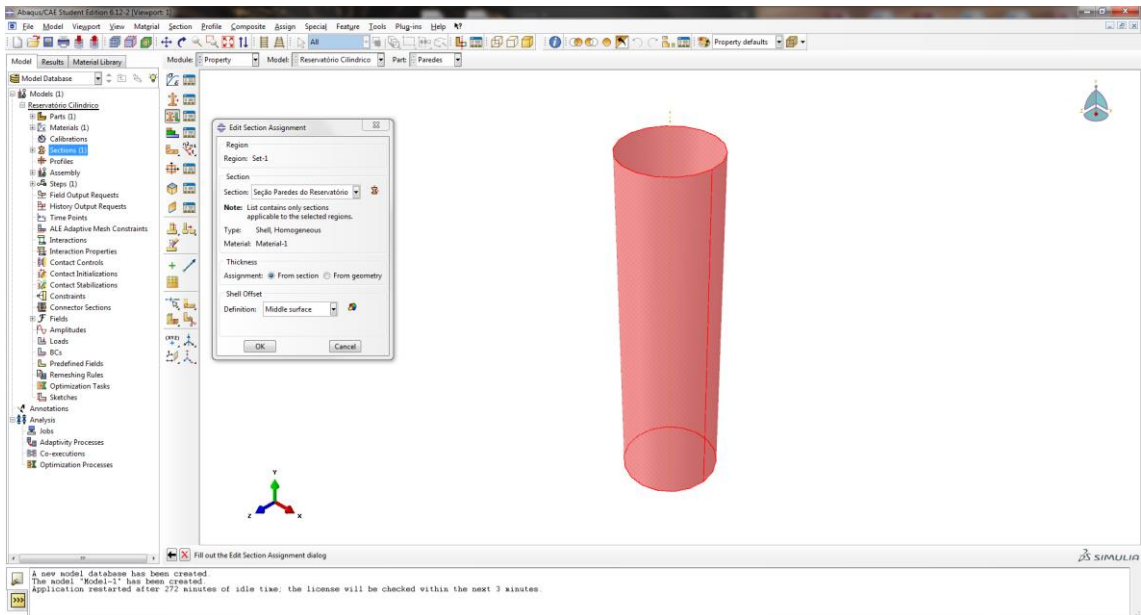 Abaqus/CAE Student Edition 6.12-2 [Viewport: 1]
File Model Viewport View Material Section Profile Composite Assign Special Feature Tools Plug-ins Help
All Property defaults
Model Results Material Library Module: Property Model: Reservatório Cilíndrico Part: Paredes
Model Database
Models (1)
Reservatório Cilíndrico
Parts (1)
Materials (1)
Calibrations
Sections (1)
Profiles
Assembly
Steps (1)
Field Output Requests
History Output Requests
Time Points
ALE Adaptive Mesh Constraints
Interactions
Interaction Properties
Contact Controls
Contact Initializations
Contact Stabilizations
Constraints
Connector Sections
Fields
Amplitudes
Loads
BCs
Predefined Fields
Remeshing Rules
Optimization Tasks
Sketches
Annotations
Analysis
Jobs
Adaptivity Processes
Co-executions
Optimization Processes
Edit Section Assignment
Region
Region: Set-1
Section
Section: Seção Paredes do Reservatório
Note: List contains only sections
applicable to the selected regions.
Type: Shell, Homogeneous
Material: Material-1
Thickness
Assignment: From section From geometry
Shell Offset
Definition: Middle surface
OK Cancel
Y
Z X
Fill out the Edit Section Assignment dialog
SIMULIA
A new model database has been created.
The model "Model-1" has been created.
Application restarted after 272 minutes of idle time; the license will be checked within the next 3 minutes